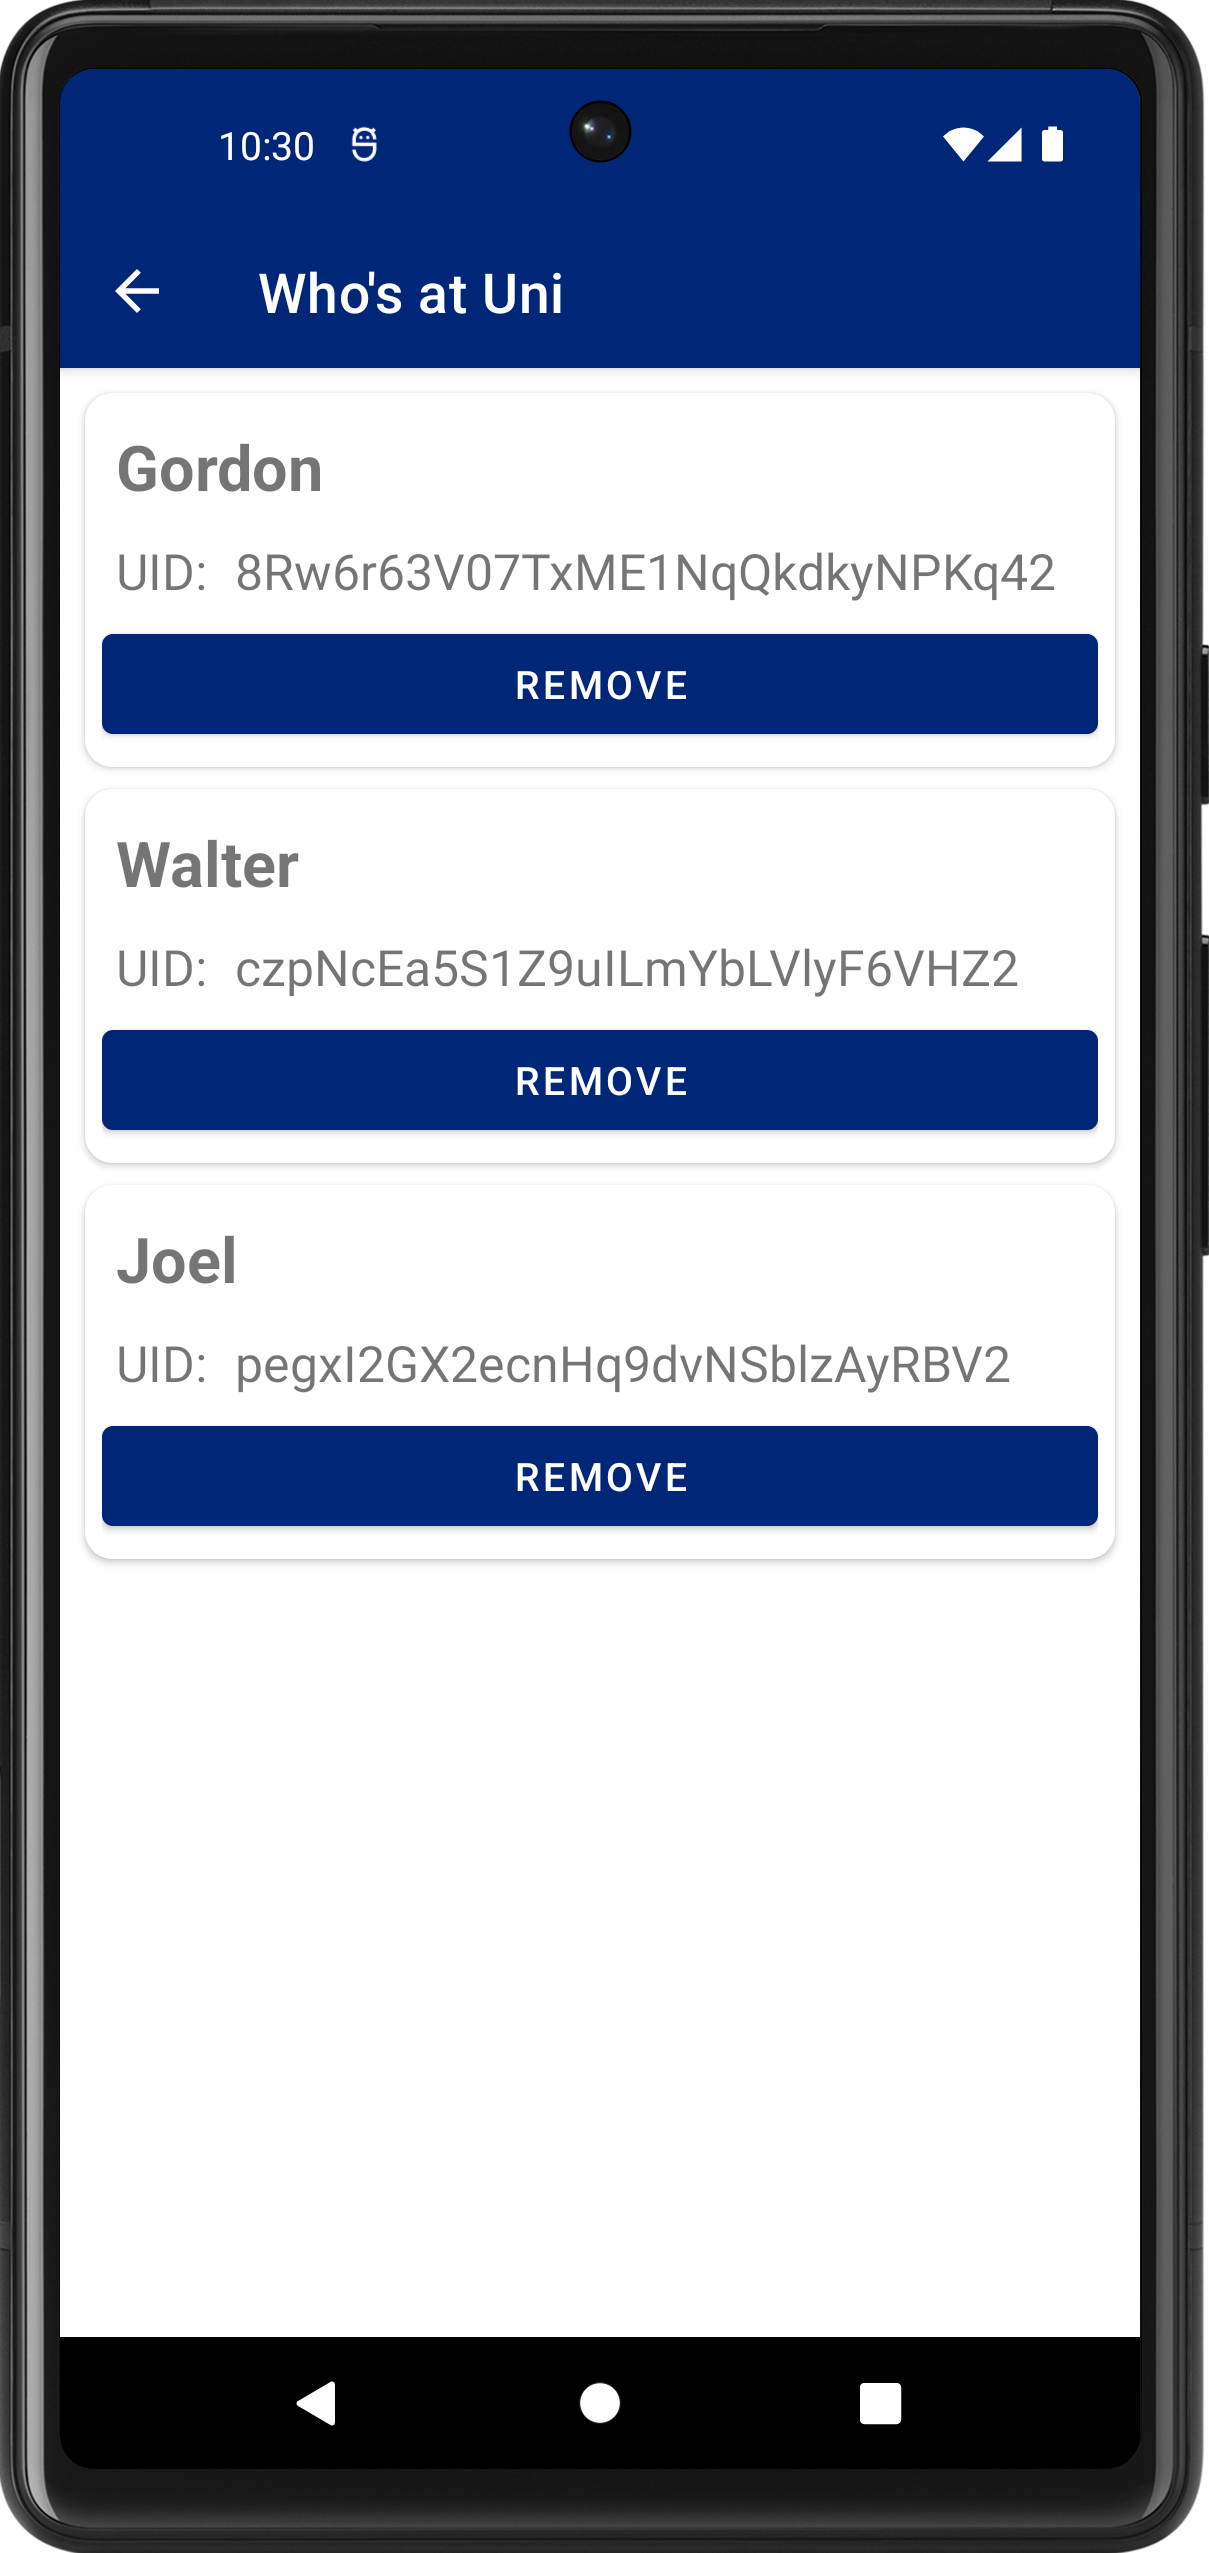 10:30
Who's at Uni
Gordon
UID: 8Rw6r63V07TxME1NqQkdkyNPKq42
REMOVE
Walter
UID: czpNcEa5S1Z9uILmYbLVlyF6VHZ2
REMOVE
Joel
UID: pegxI2GX2ecnHq9dvNSblzAyRBV2
REMOVE